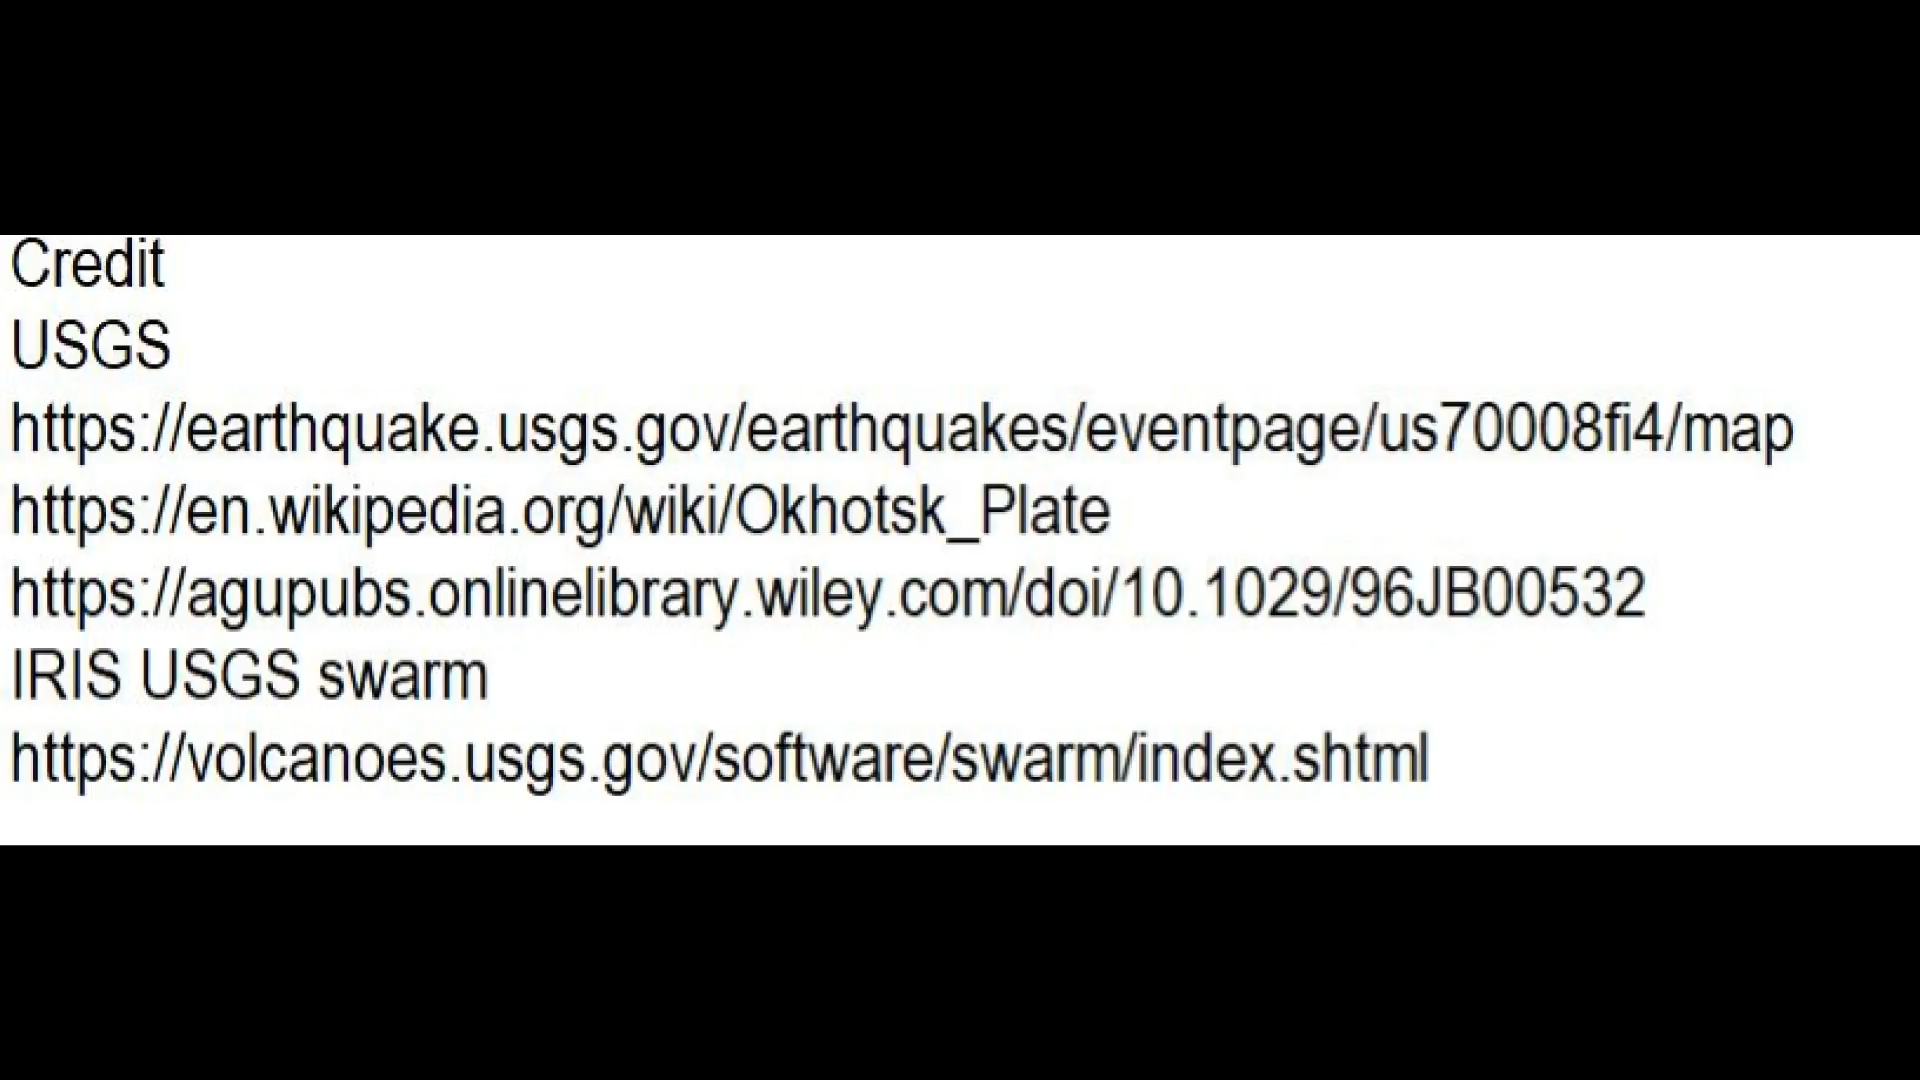 Credit
USGS
https://earthquake.usgs.gov/earthquakes/eventpage/us70008fi4/map
https://en.wikipedia.org/wiki/Okhotsk_Plate
https://agupubs.onlinelibrary.wiley.com/doi/10.1029/96JB00532
IRIS USGS swarm
https://volcanoes.usgs.gov/software/swarm/index.shtml